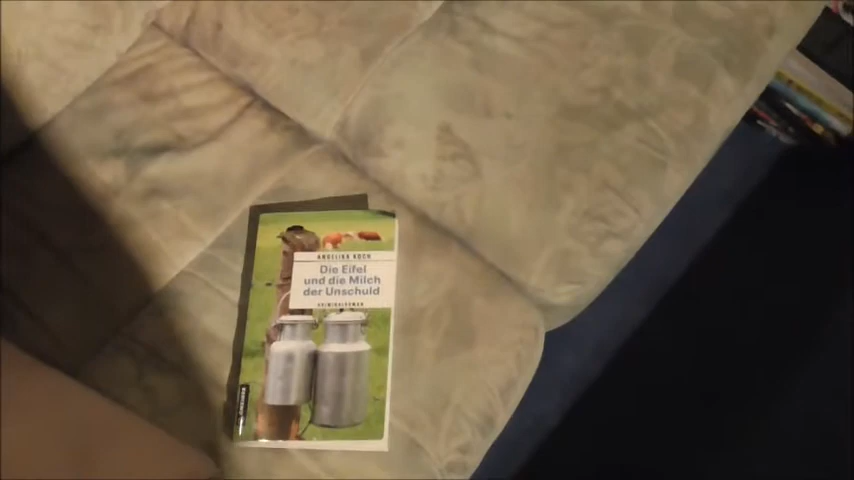 ANGELIKA KOCH
Die Eifel
und die Milch
der Unschuld
KRIMINALROMAN